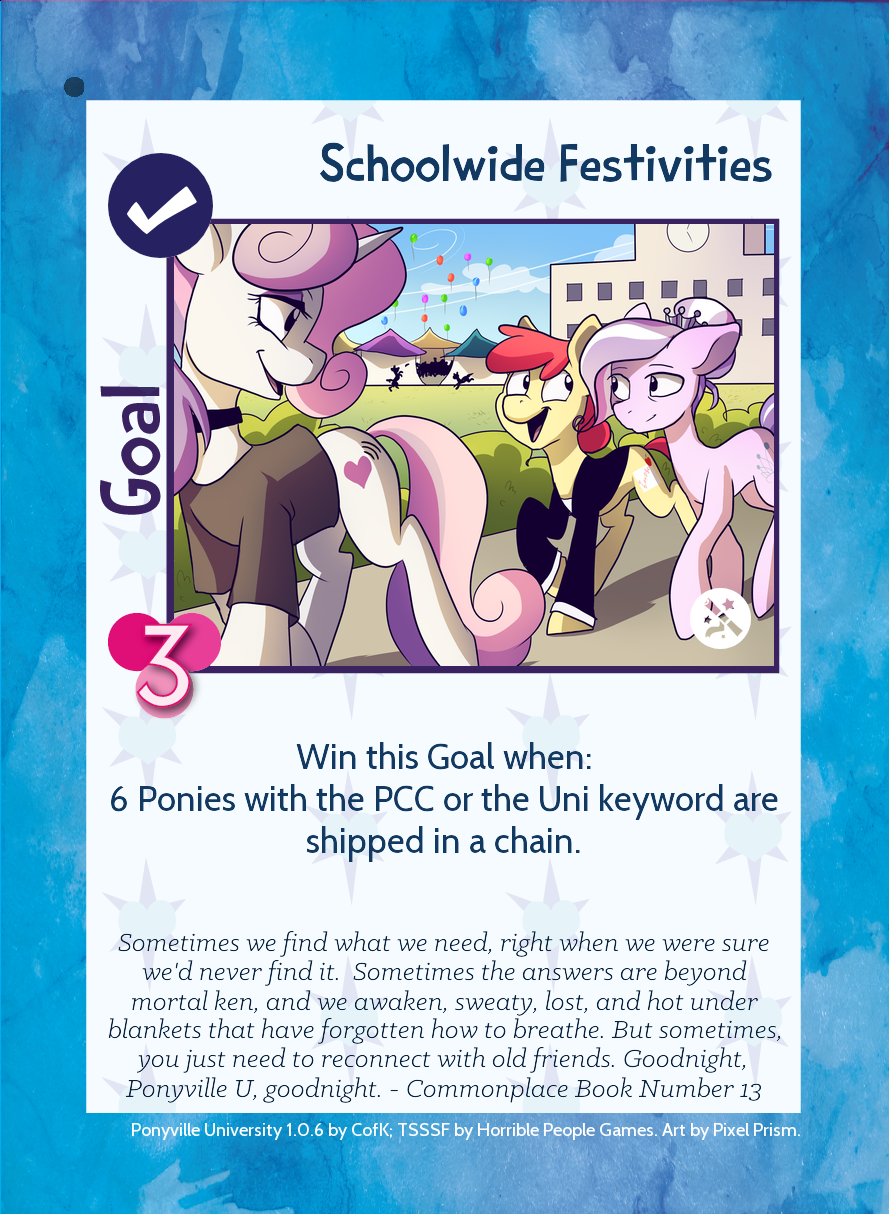 Schoolwide Festivities
Goal
3
Win this Goal when:
6 Ponies with the PCC or the Uni keyword are
shipped in a chain.
Sometimes we find what we need, right when we were sure
we'd never find it.  Sometimes the answers are beyond
mortal ken, and we awaken, sweaty, lost, and hot under
blankets that have forgotten how to breathe. But sometimes,
you just need to reconnect with old friends. Goodnight,
Ponyville U, goodnight. - Commonplace Book Number 13
Ponyville University 1.0.6 by CofK; TSSSF by Horrible People Games. Art by Pixel Prism.